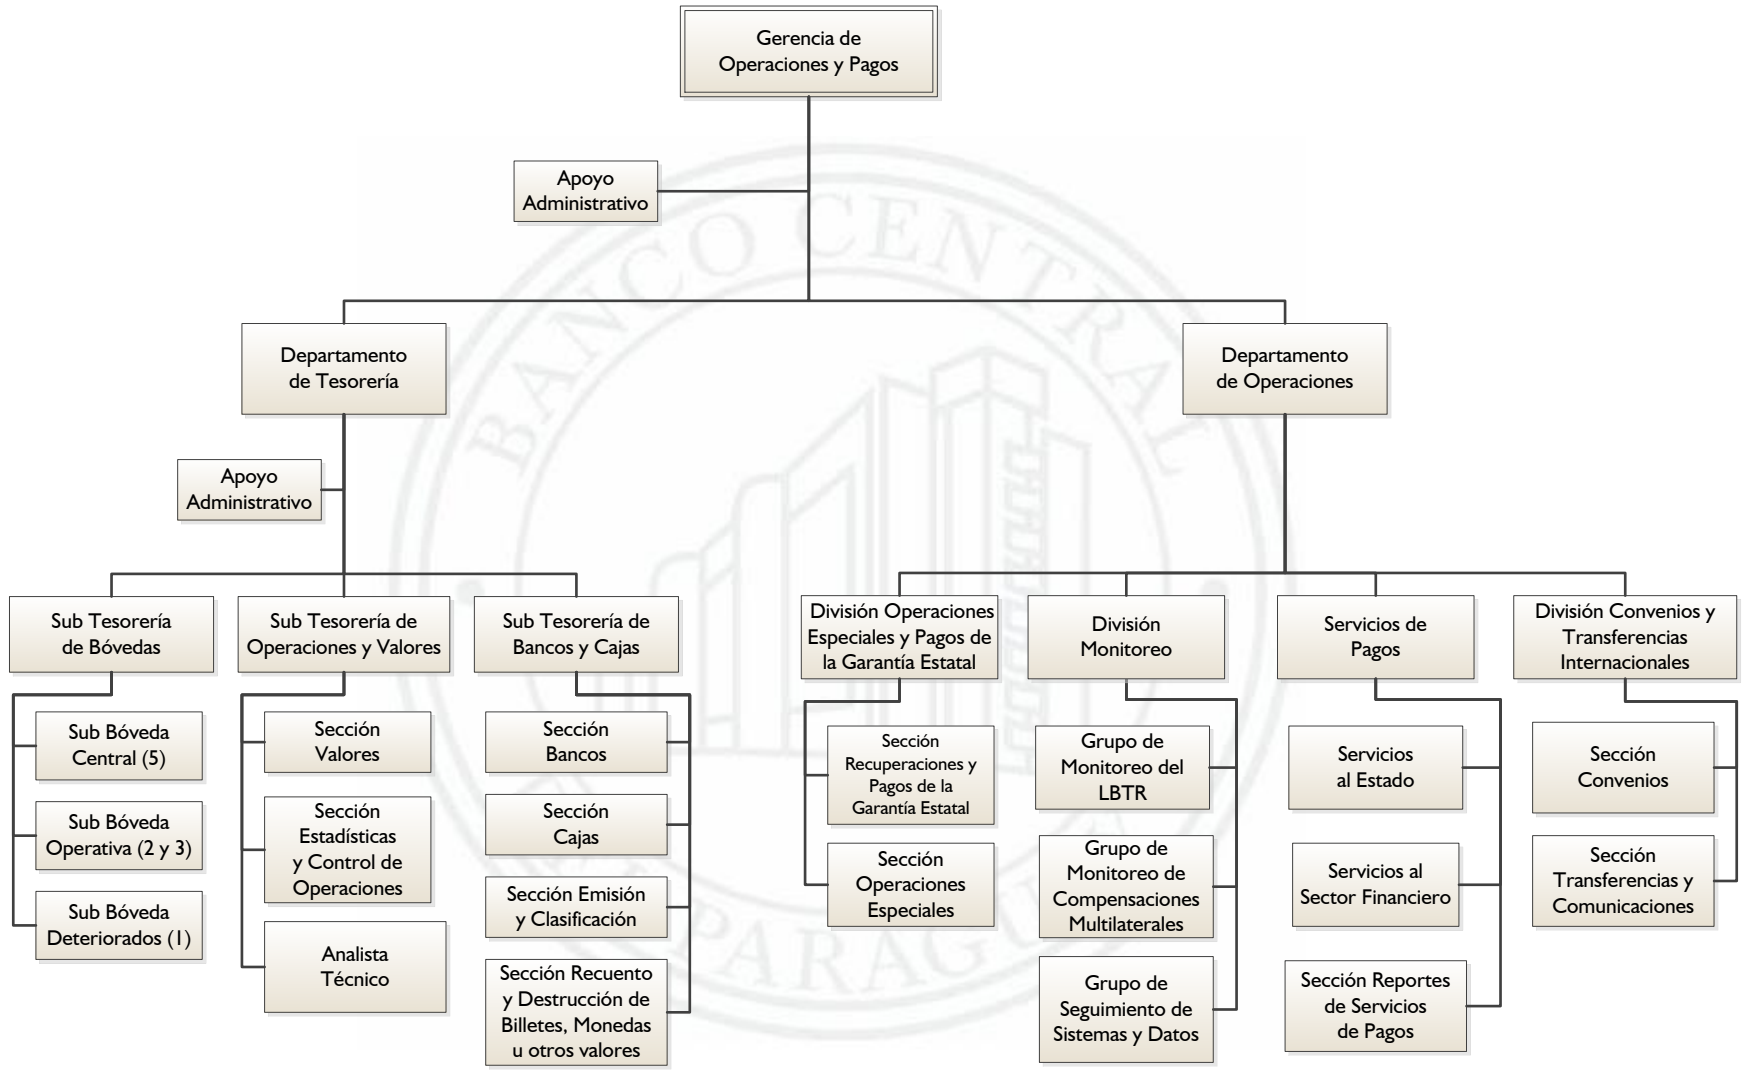 Gerencia de
Operaciones y Pagos
Apoyo
Administrativo
Departamento
de Tesorería
Departamento
de Operaciones
Apoyo
Administrativo
Sub Tesorería
de Bóvedas
Sub Tesorería de
Operaciones y Valores
Sub Tesorería de
Bancos y Cajas
División Operaciones
Especiales y Pagos de
la Garantía Estatal
División
Monitoreo
Servicios de
Pagos
División Convenios y
Transferencias
Internacionales
Sub Bóveda
Central (5)
Sub Bóveda
Operativa (2 y 3)
Sub Bóveda
Deteriorados (1)
Sección
Valores
Sección
Estadísticas
y Control de
Operaciones
Analista
Técnico
Sección
Bancos
Sección
Cajas
Sección Emisión
y Clasificación
Sección Recuento
y Destrucción de
Billetes, Monedas
u otros valores
Sección
Recuperaciones y
Pagos de la
Garantía Estatal
Sección
Operaciones
Especiales
Grupo de
Monitoreo del
LBTR
Grupo de
Monitoreo de
Compensaciones
Multilaterales
Grupo de
Seguimiento de
Sistemas y Datos
Servicios
al Estado
Servicios al
Sector Financiero
Sección Reportes
de Servicios
de Pagos
Sección
Convenios
Sección
Transferencias y
Comunicaciones
BANCO CENTRAL
PARAGUAY